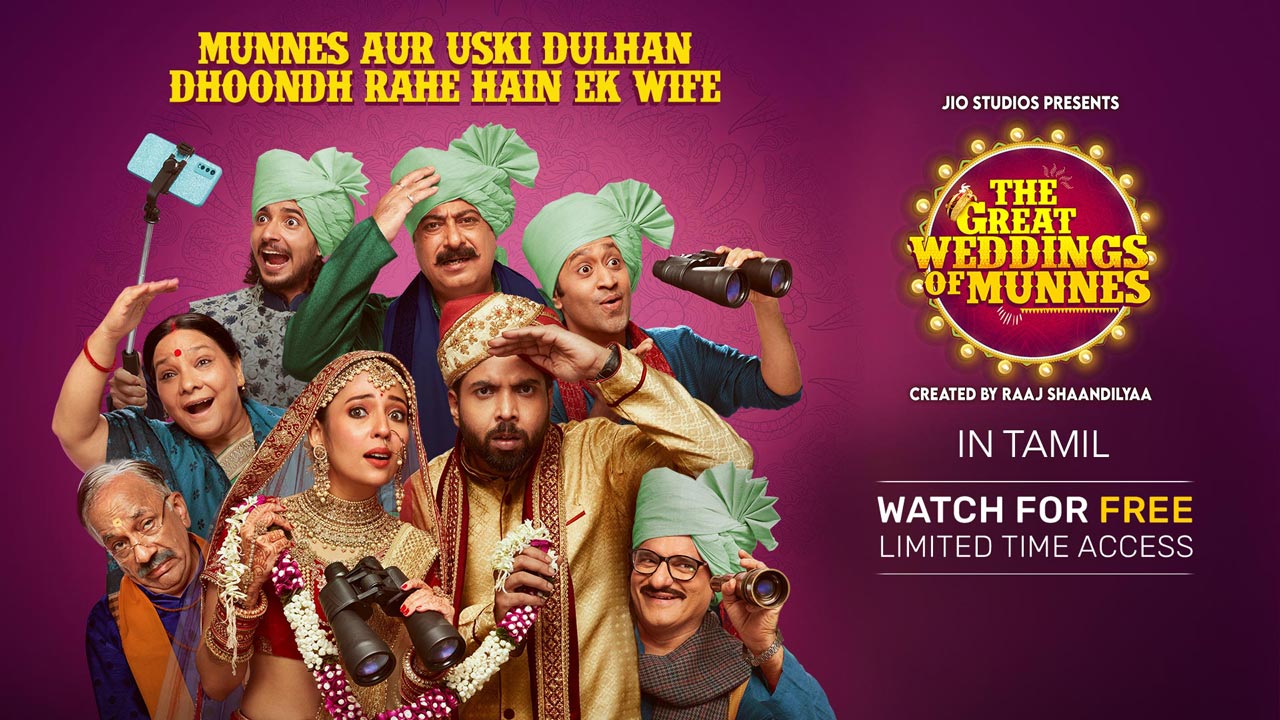 MUNNES AUR USKI DULHAN
DHOONDH RAHE HAIN EK WIFE
JIO STUDIOS PRESENTS
THE
GREAT
WEDDINGS
OF MUNNES
CREATED BY RAAJ SHAANDILYAA
IN TAMIL
WATCH FOR FREE
LIMITED TIME ACCESS